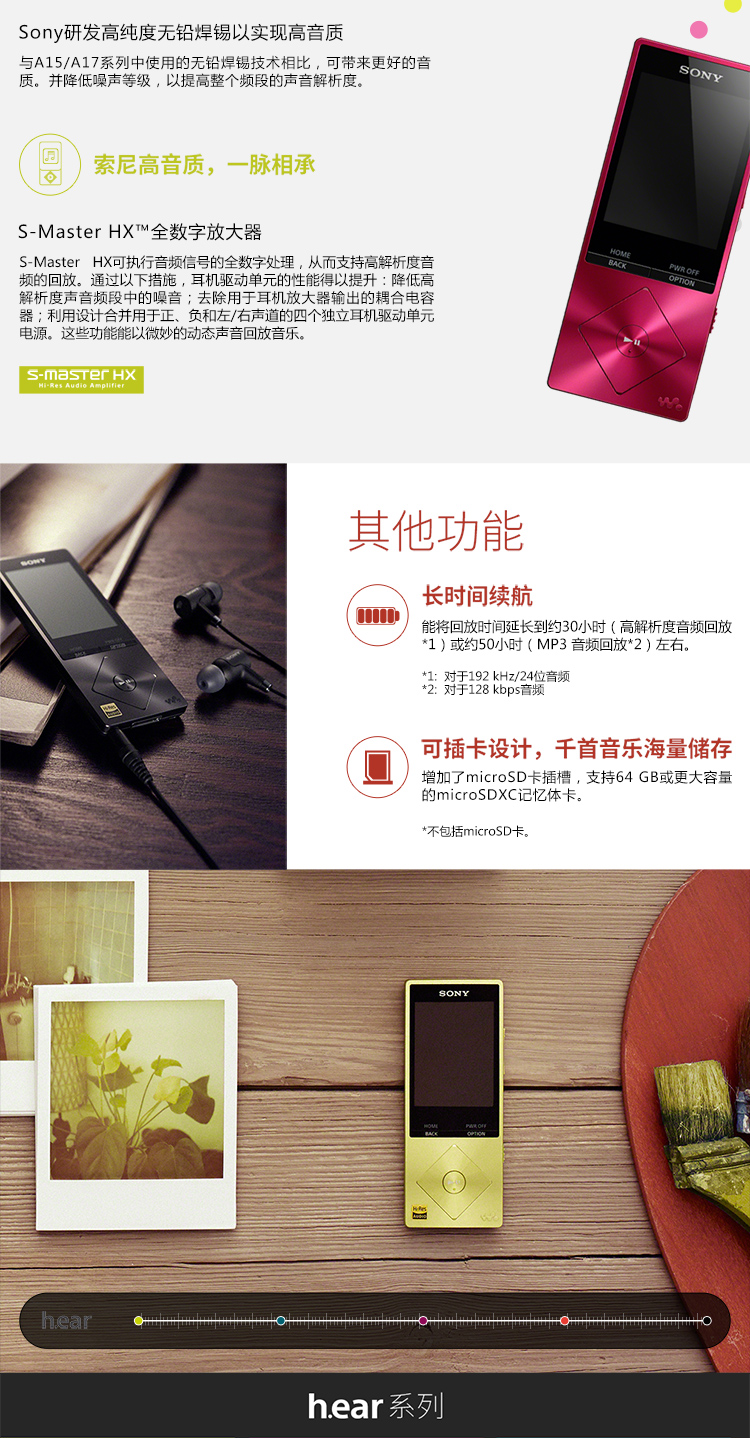 Sony研发高纯度无铅焊锡以实现高音质
与A15/A17系列中使用的无铅焊锡技术相比，可带来更好的音
质。并降低噪声等级，以提高整个频段的声音解析度。
索尼高音质，一脉相承
S-Master HX™全数字放大器
S-Master HX可执行音频信号的全数字处理，从而支持高解析度音
频的回放。通过以下措施，耳机驱动单元的性能得以提升：降低高
解析度声音频段中的噪音；去除用于耳机放大器输出的耦合电容
器；利用设计合并用于正、负和左/右声道的四个独立耳机驱动单元
电源。这些功能能以微妙的动态声音回放音乐。
S-MASTER HX
Hi-Res Audio Amplifier
SONY
HOME
BACK
PWR OFF
OPTION
SONY
其他功能
长时间续航
能将回放时间延长到约30小时（高解析度音频回放
*1）或约50小时（MP3 音频回放*2）左右。
*1: 对于192 kHz/24位音频
*2: 对于128 kbps音频
可插卡设计，千首音乐海量储存
增加了microSD卡插槽，支持64 GB或更大容量
的microSDXC记忆体卡。
*不包括microSD卡。
SONY
HOME
PWR OFF
BACK
OPTION
Hi-Res
AUDIO
h.ear
h.ear系列